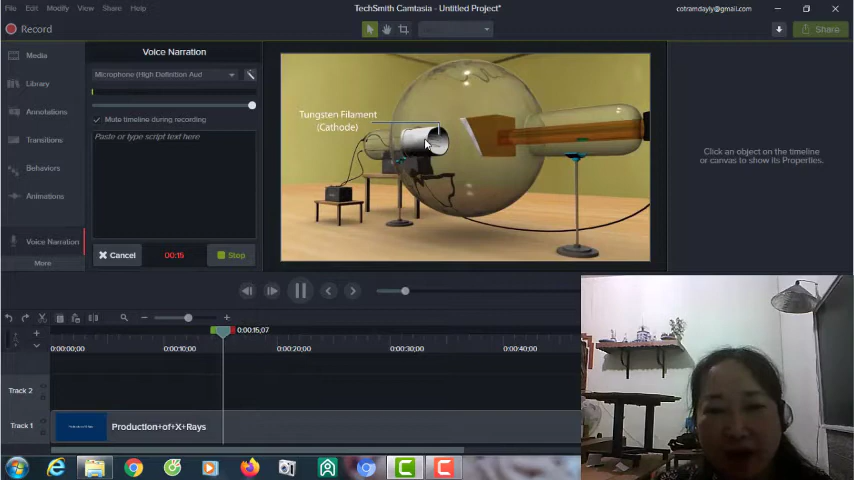 File Edit Modify View Share Help
TechSmith Camtasia - Untitled Project*
cotramdayly@gmail.com
Record
Share
Media
Library
Annotations
Transitions
Behaviors
Animations
Voice Narration
More
Voice Narration
Microphone (High Definition Aud
Mute timeline during recording
Paste or type script text here
Cancel
00:15
Stop
Tungsten Filament
(Cathode)
Click an object on the timeline
or canvas to show its Properties.
0:00:15;07
0:00:00;00 0:00:10;00 0:00:20;00 0:00:30;00 0:00:40;00
Track 2
Track 1
Production+of+X+Rays